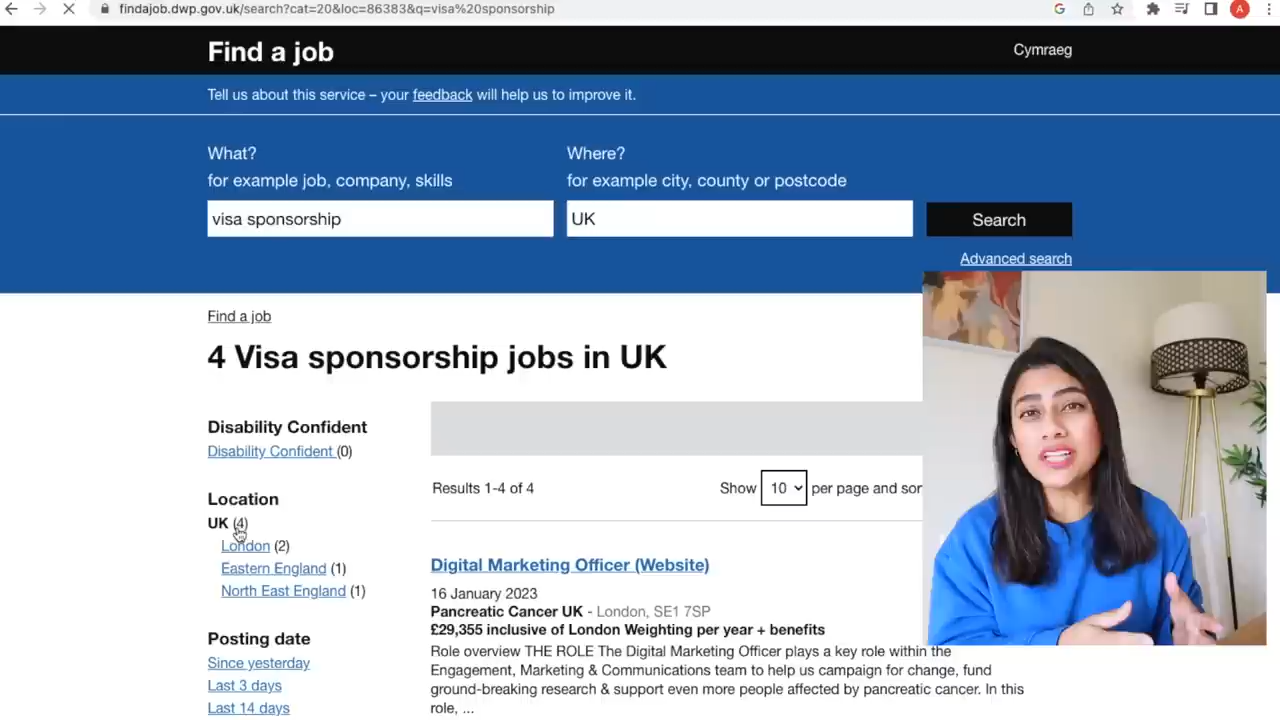 findajob.dwp.gov.uk/search?cat=20&loc=86383&q=visa%20sponsorship
A
Find a job
Cymraeg
Tell us about this service – your feedback will help us to improve it.
What?
Where?
for example job, company, skills
for example city, county or postcode
visa sponsorship
UK
Search
Advanced search
Find a job
4 Visa sponsorship jobs in UK
Disability Confident
Disability Confident (0)
Location
Results 1-4 of 4
Show 10 per page and sor
UK (4)
London (2)
Eastern England (1)
North East England (1)
Digital Marketing Officer (Website)
16 January 2023
Pancreatic Cancer UK - London, SE1 7SP
£29,355 inclusive of London Weighting per year + benefits
Role overview THE ROLE The Digital Marketing Officer plays a key role within the
Engagement, Marketing & Communications team to help us campaign for change, fund
ground-breaking research & support even more people affected by pancreatic cancer. In this
role, ...
Posting date
Since yesterday
Last 3 days
Last 14 days